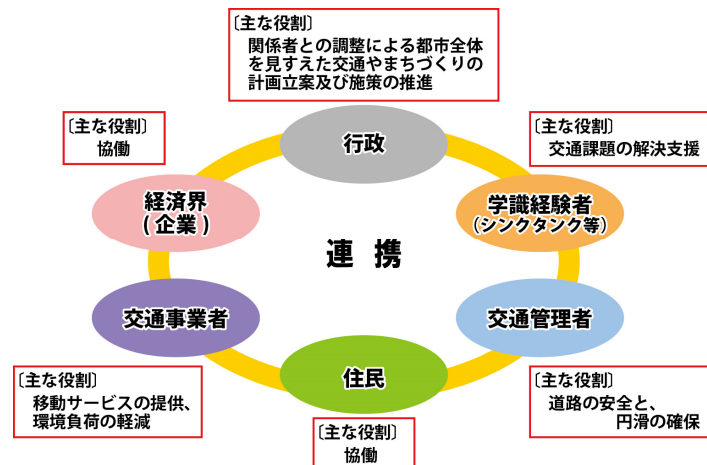 〔主な役割〕
関係者との調整による都市全体
を見すえた交通やまちづくりの
計画立案及び施策の推進
行政
〔主な役割〕
協働
経済界
(企業)
〔主な役割〕
交通課題の解決支援
学識経験者
(シンクタンク等)
連携
交通事業者
〔主な役割〕
移動サービスの提供、
環境負荷の軽減
交通管理者
〔主な役割〕
道路の安全と、
円滑の確保
住民
〔主な役割〕
協働